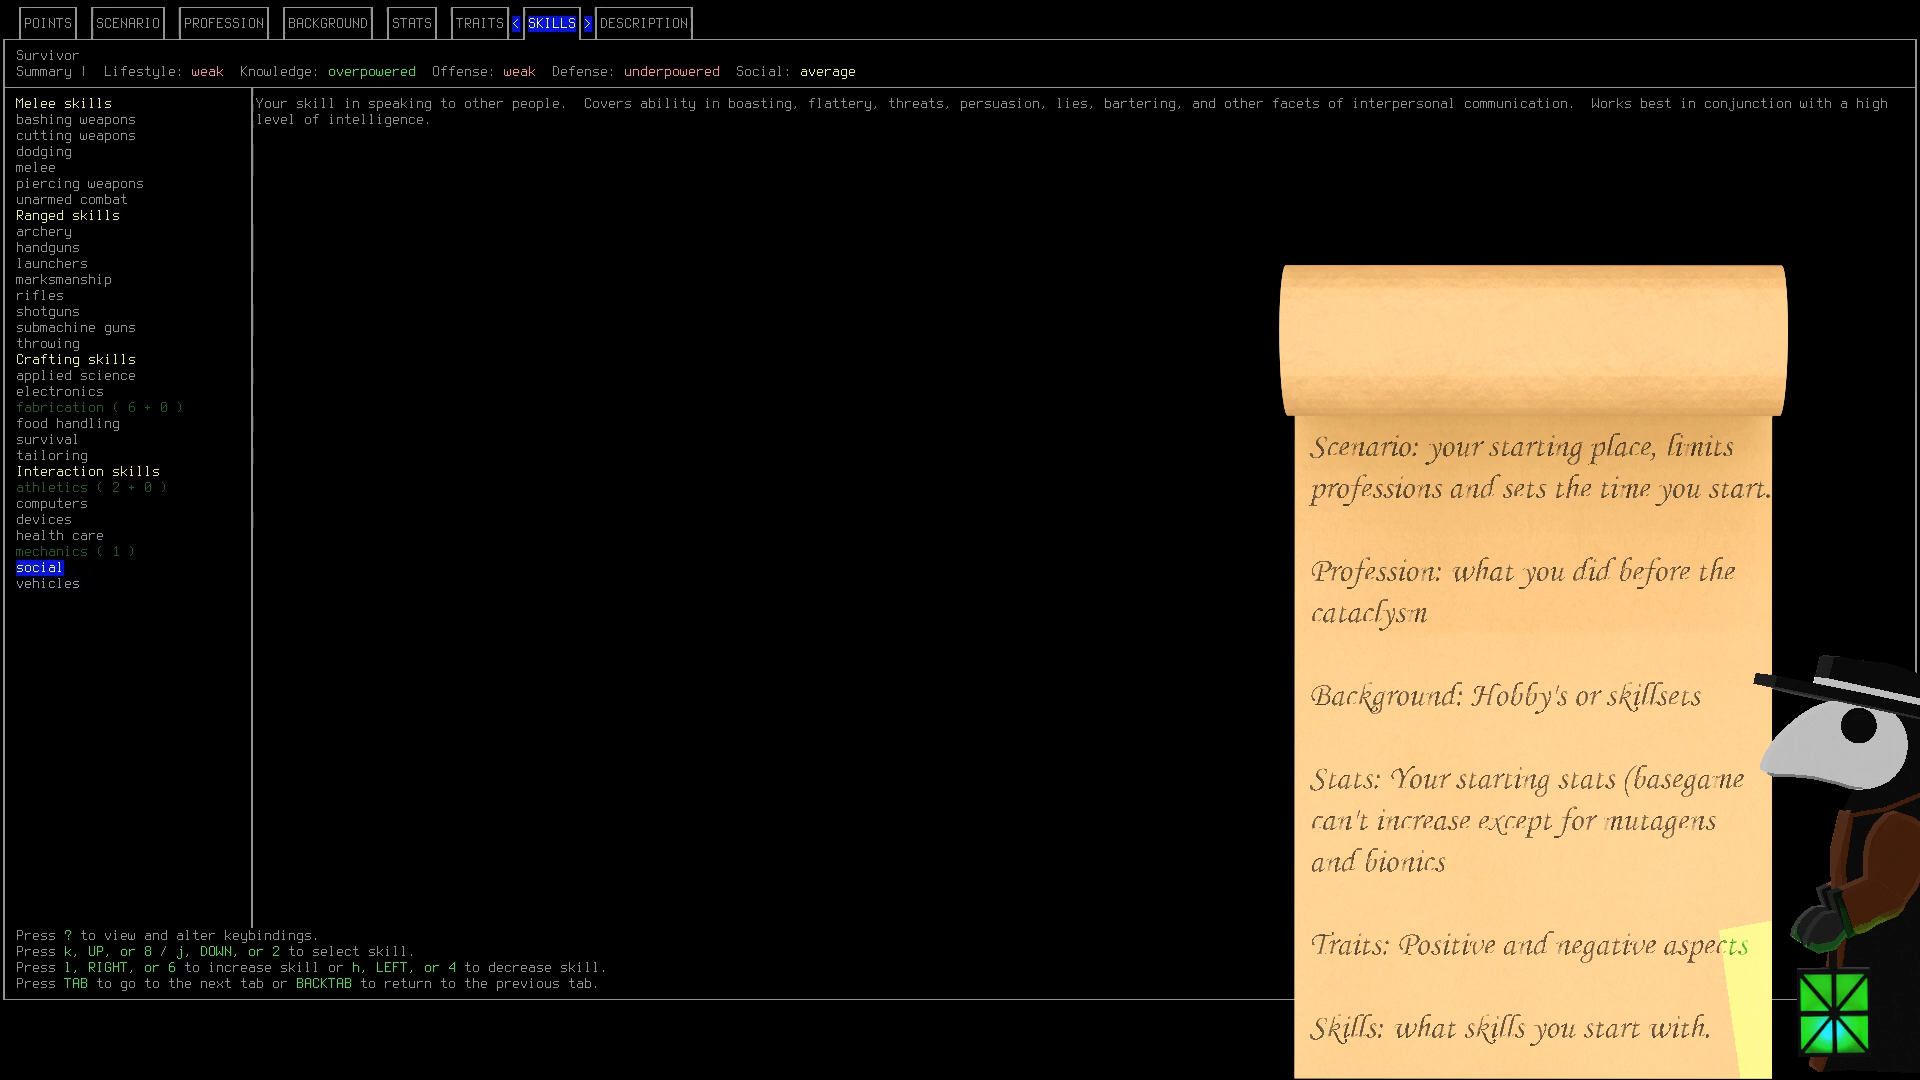 POINTS SCENARIO PROFESSION BACKGROUND STATS TRAITS < SKILLS > DESCRIPTION
Survivor
Summary | Lifestyle: weak Knowledge: overpowered Offense: weak Defense: underpowered Social: average
Melee skills
bashing weapons
cutting weapons
dodging
melee
piercing weapons
unarmed combat
Ranged skills
archery
handguns
launchers
marksmanship
rifles
shotguns
submachine guns
throwing
Crafting skills
applied science
electronics
fabrication ( 6 + 0 )
food handling
survival
tailoring
Interaction skills
athletics ( 2 + 0 )
computers
devices
health care
mechanics ( 1 )
social
vehicles
Your skill in speaking to other people. Covers ability in boasting, flattery, threats, persuasion, lies, bartering, and other facets of interpersonal communication. Works best in conjunction with a high
level of intelligence.
Press ? to view and alter keybindings.
Press k, UP, or 8 / j, DOWN, or 2 to select skill.
Press l, RIGHT, or 6 to increase skill or h, LEFT, or 4 to decrease skill.
Press TAB to go to the next tab or BACKTAB to return to the previous tab.
Scenario: your starting place, limits
professions and sets the time you start.
Profession: what you did before the
cataclysm
Background: Hobby's or skillsets
Stats: Your starting stats (basegame
can't increase except for mutagens
and bionics
Traits: Positive and negative aspects
Skills: what skills you start with.